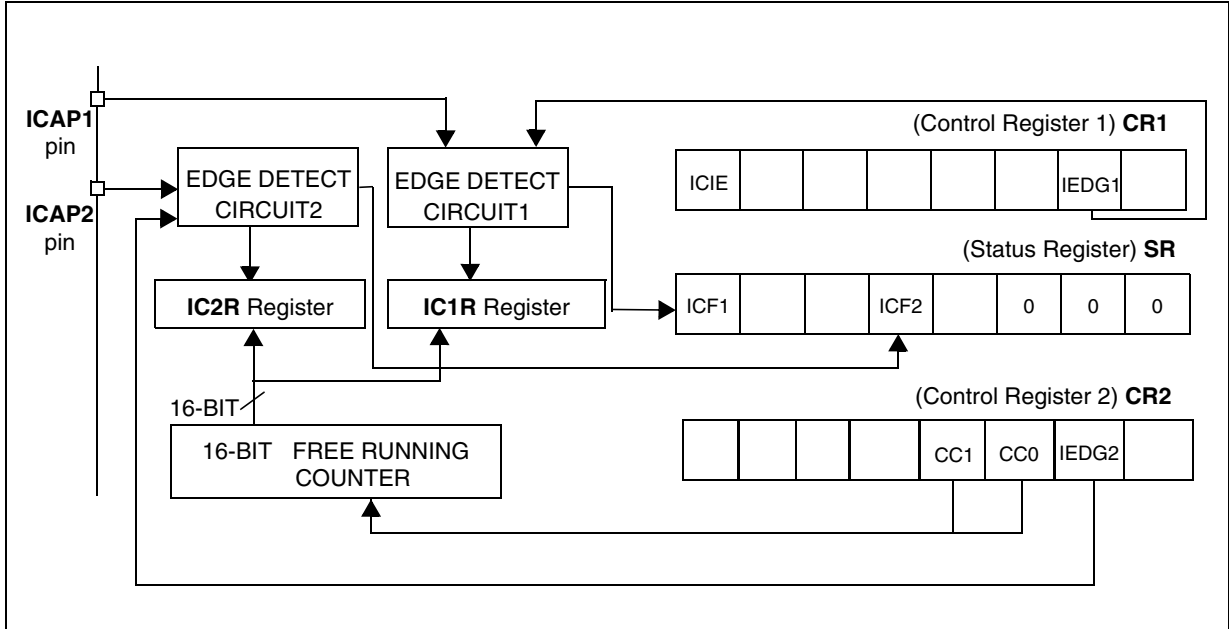 ICAP1
pin
ICAP2
pin
EDGE DETECT
CIRCUIT2
EDGE DETECT
CIRCUIT1
IC2R Register
IC1R Register
16-BIT
16-BIT FREE RUNNING
COUNTER
(Control Register 1) CR1
ICIE
IEDG1
(Status Register) SR
ICF1
ICF2
0
0
0
(Control Register 2) CR2
CC1
CC0
IEDG2